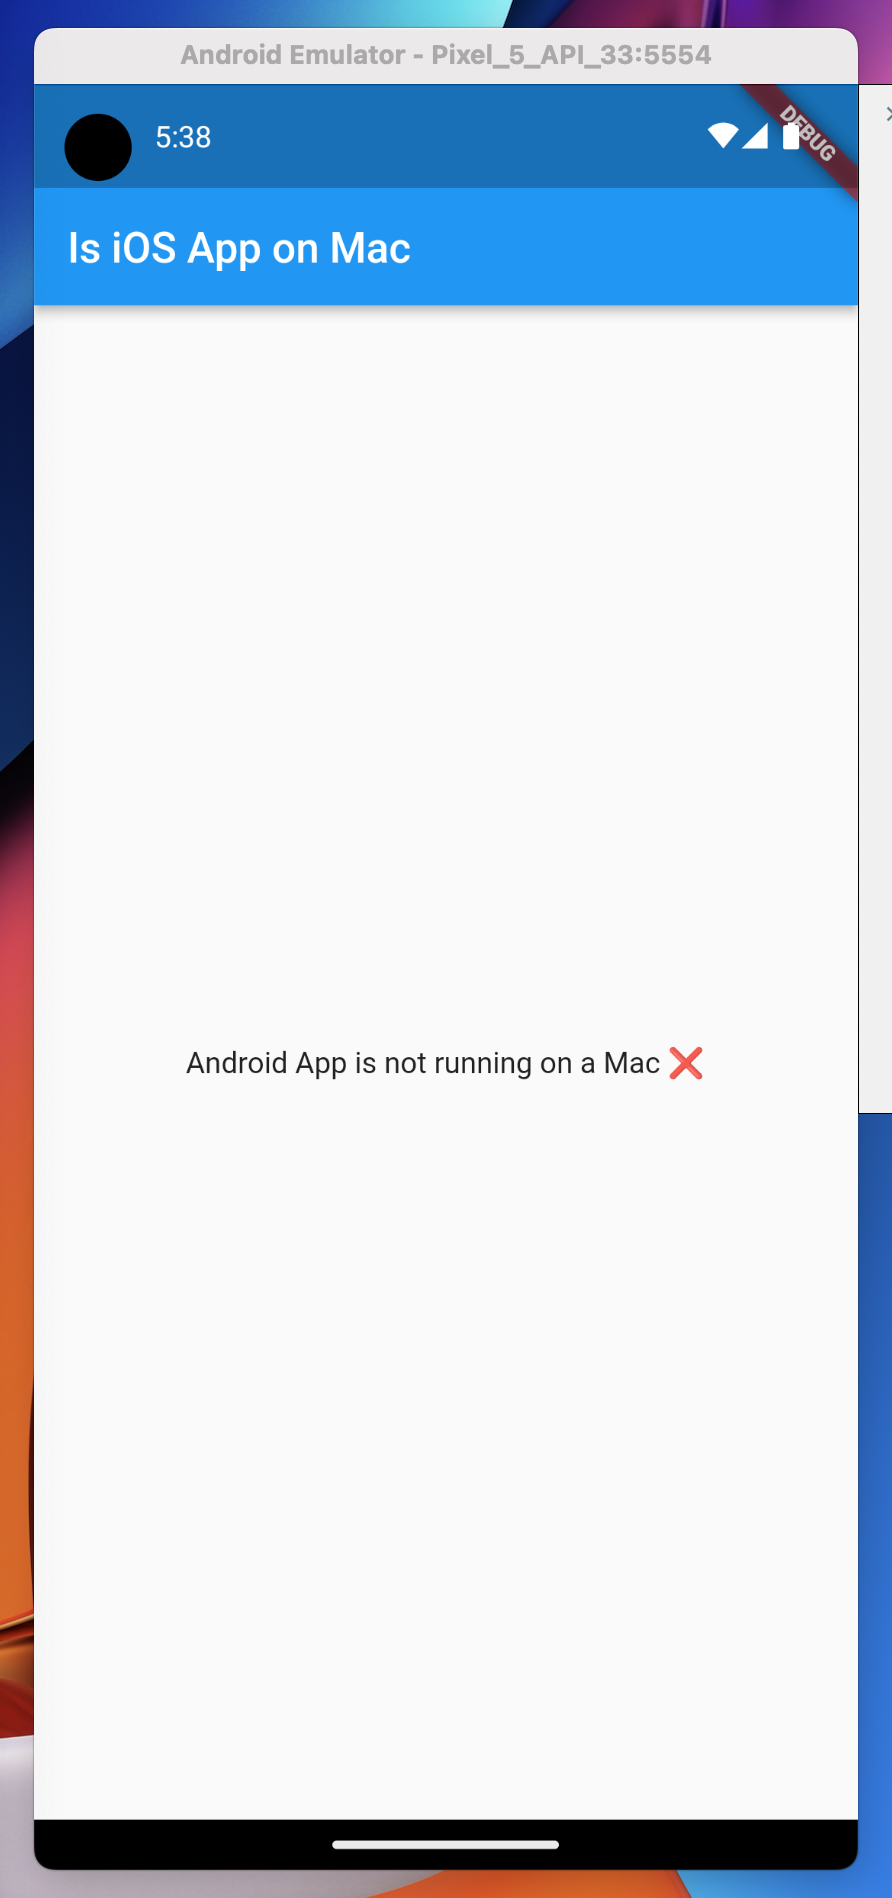 Android Emulator - Pixel_5_API_33:5554
5:38
DEBUG
Is iOS App on Mac
Android App is not running on a Mac ❌